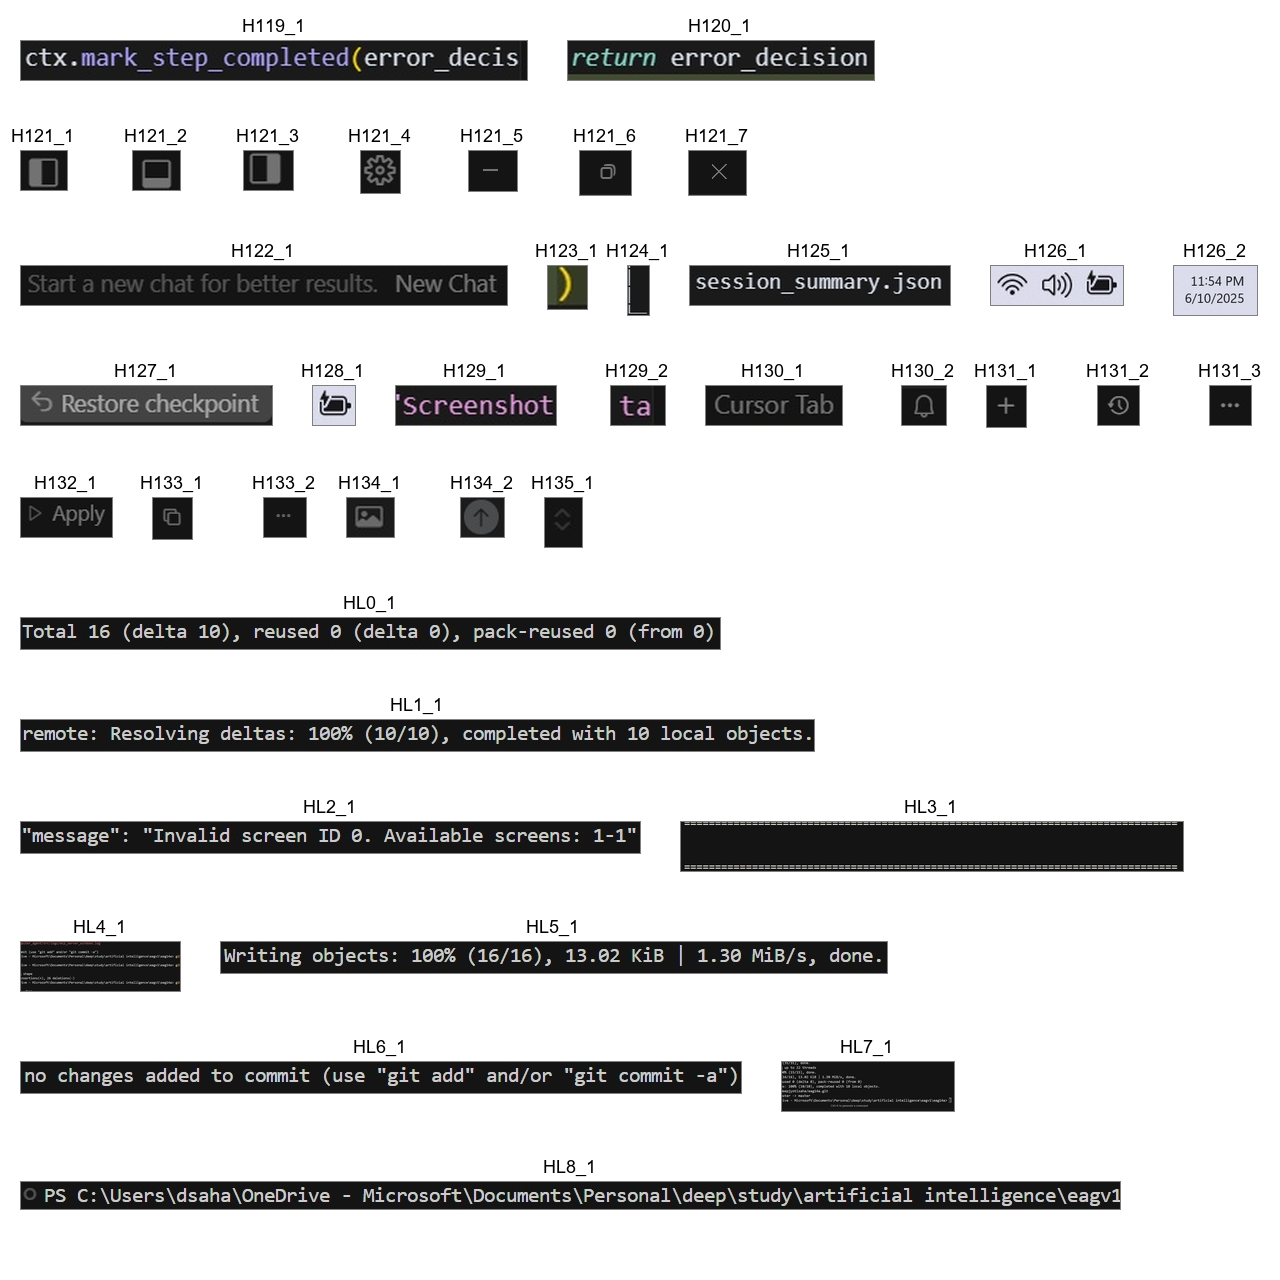 H119_1 H120_1
ctx.mark_step_completed(error_decis return error_decision
H121_1 H121_2 H121_3 H121_4 H121_5 H121_6 H121_7
H122_1 H123_1 H124_1 H125_1 H126_1 H126_2
Start a new chat for better results. New Chat ) session_summary.json 11:54 PM
6/10/2025
H127_1 H128_1 H129_1 H129_2 H130_1 H130_2 H131_1 H131_2 H131_3
Restore checkpoint 'Screenshot ta Cursor Tab
H132_1 H133_1 H133_2 H134_1 H134_2 H135_1
Apply
HL0_1
Total 16 (delta 10), reused 0 (delta 0), pack-reused 0 (from 0)
HL1_1
remote: Resolving deltas: 100% (10/10), completed with 10 local objects.
HL2_1 HL3_1
"message": "Invalid screen ID 0. Available screens: 1-1"
HL4_1 HL5_1
Writing objects: 100% (16/16), 13.02 KiB | 1.30 MiB/s, done.
HL6_1 HL7_1
no changes added to commit (use "git add" and/or "git commit -a")
HL8_1
PS C:\Users\dsaha\OneDrive - Microsoft\Documents\Personal\deep\study\artificial intelligence\eagv1